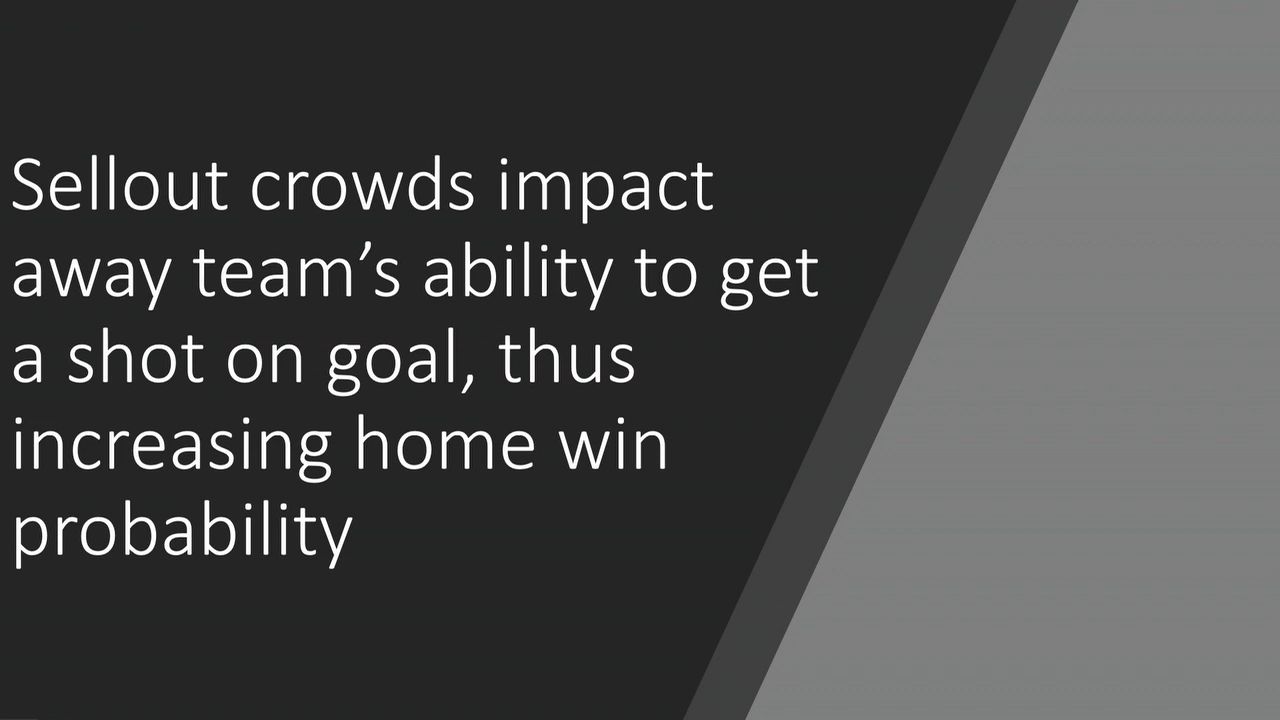 Sellout crowds impact
away team’s ability to get
a shot on goal, thus
increasing home win
probability